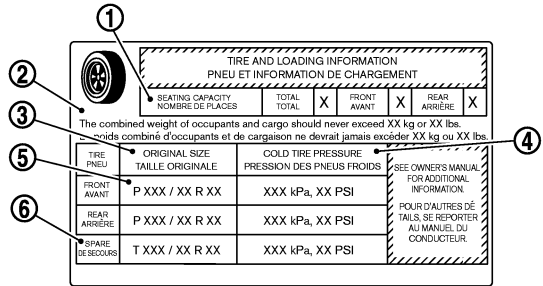 ①
TIRE AND LOADING INFORMATION
PNEU ET INFORMATION DE CHARGEMENT
SEATING CAPACITY TOTAL X FRONT X REAR X
NOMBRE DE PLACES TOTAL AVANT ARRIÈRE
②
The combined weight of occupants and cargo should never exceed XX kg or XX lbs.
poids combiné d'occupants et de cargaison ne devrait jamais excéder XX kg ou XX lbs.
③ ④
TIRE ORIGINAL SIZE COLD TIRE PRESSURE
PNEU TAILLE ORIGINALE PRESSION DES PNEUS FROIDS
⑤
FRONT
AVANT
P XXX / XX R XX XXX kPa, XX PSI
REAR
ARRIÈRE
P XXX / XX R XX XXX kPa, XX PSI
⑥
SPARE
DE SECOURS
T XXX / XX R XX XXX kPa, XX PSI
SEE OWNER'S MANUAL
FOR ADDITIONAL
INFORMATION.
POUR D'AUTRES DÉ
TAILS, SE REPORTER
AU MANUEL DU
CONDUCTEUR.